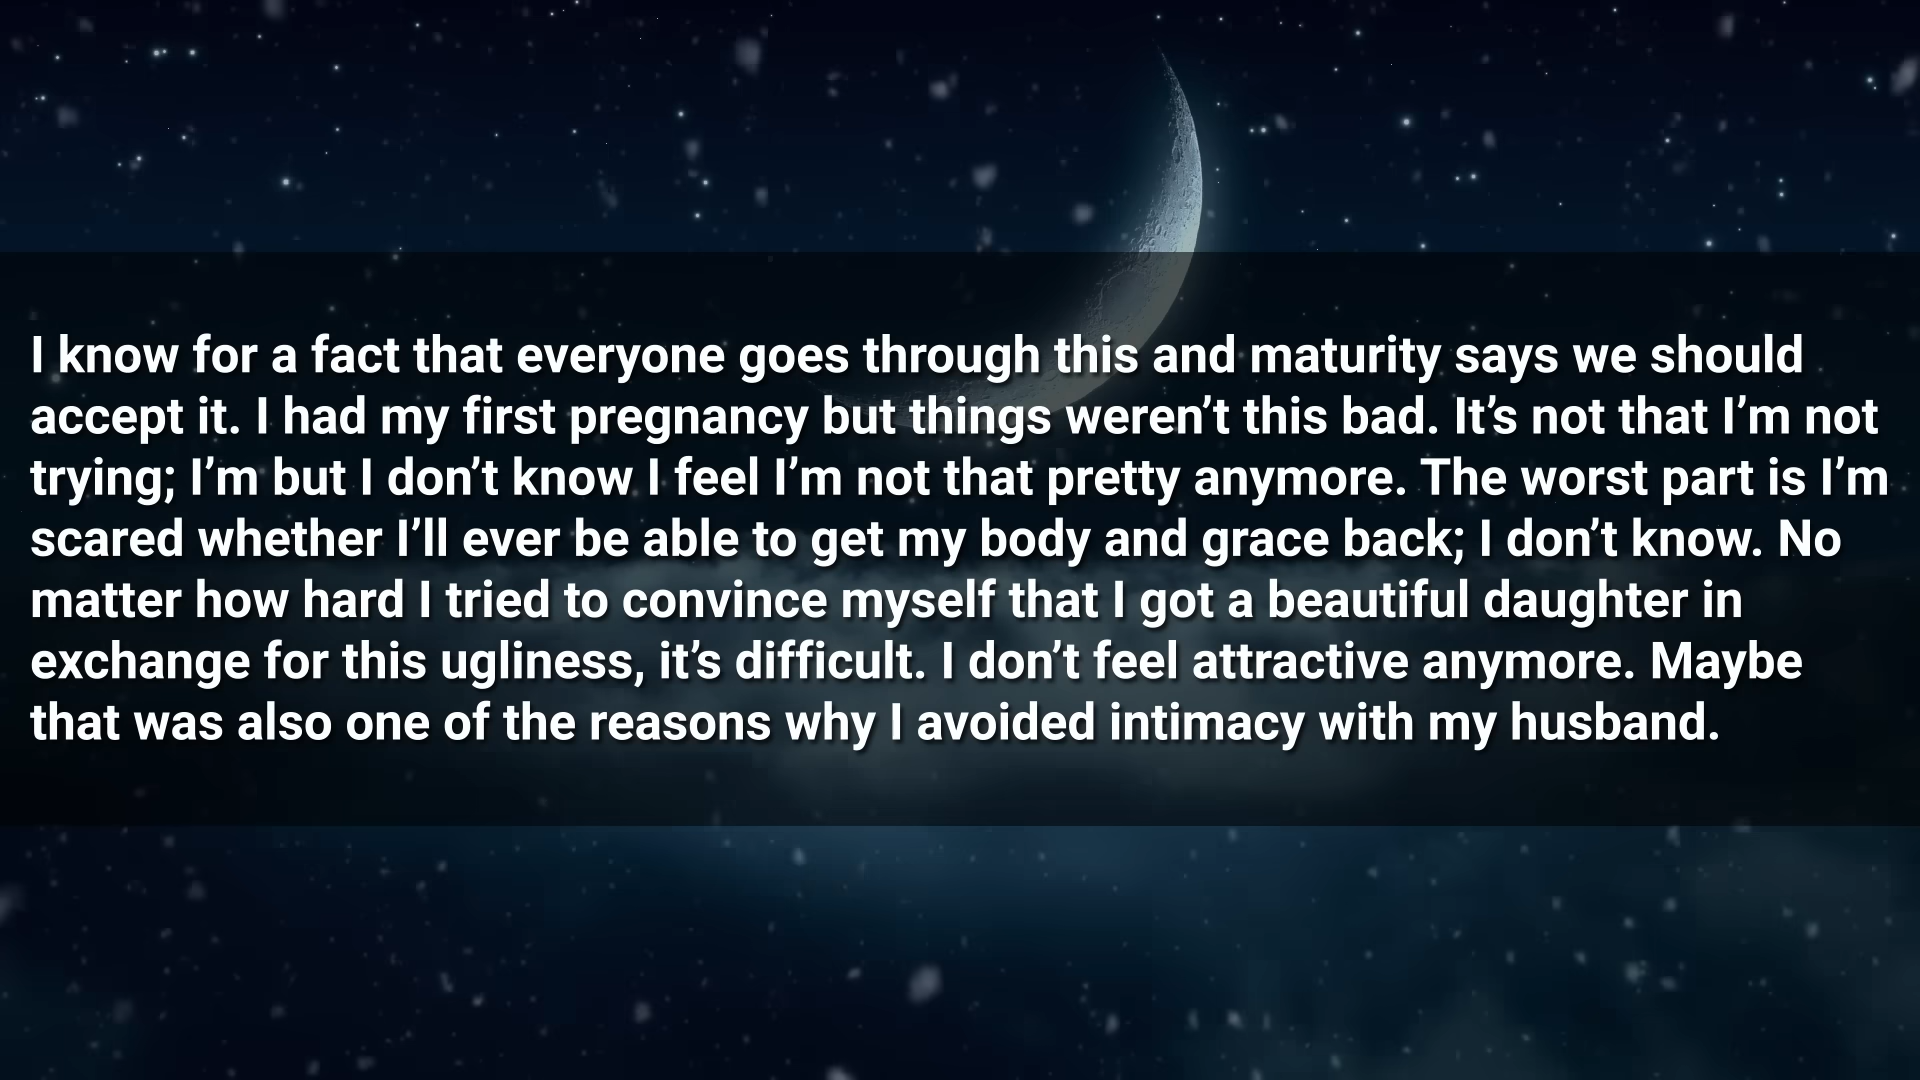 I know for a fact that everyone goes through this and maturity says we should
accept it. I had my first pregnancy but things weren’t this bad. It’s not that I’m not
trying; I’m but I don’t know I feel I’m not that pretty anymore. The worst part is I’m
scared whether I’ll ever be able to get my body and grace back; I don’t know. No
matter how hard I tried to convince myself that I got a beautiful daughter in
exchange for this ugliness, it’s difficult. I don’t feel attractive anymore. Maybe
that was also one of the reasons why I avoided intimacy with my husband.